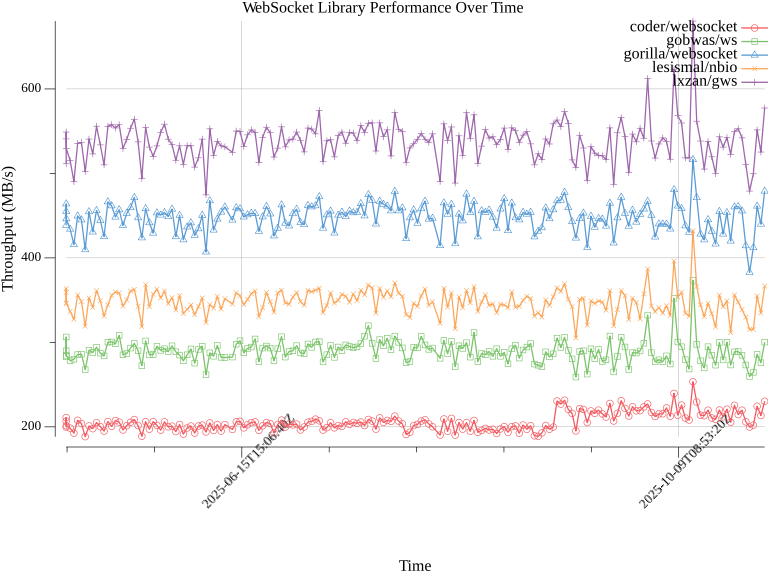 WebSocket Library Performance Over Time
coder/websocket
gobwas/ws
gorilla/websocket
lesismal/nbio
lxzan/gws
600
400
200
Throughput (MB/s)
2025-06-15T15:06:40Z
2025-10-09T08:53:20Z
Time